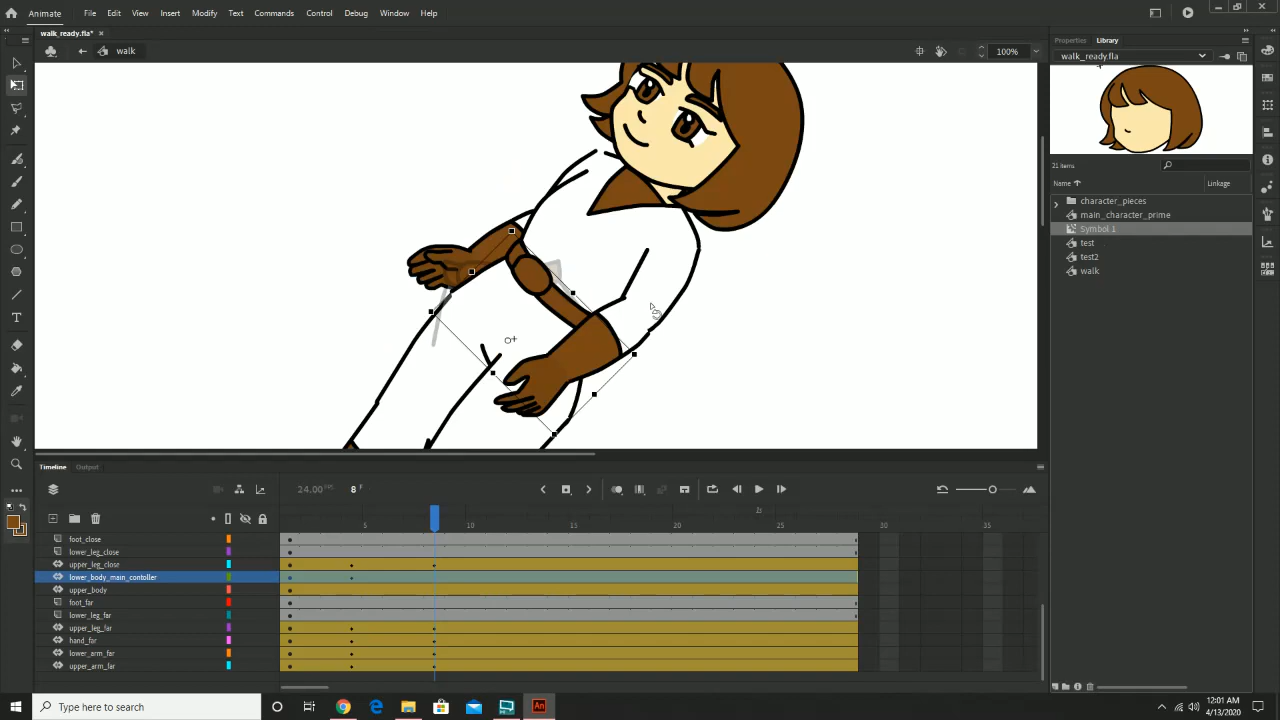 Animate File Edit View Insert Modify Text Commands Control Debug Window Help
walk_ready.fla* ×
walk 100%
Properties Library
walk_ready.fla
21 items
Name Linkage
character_pieces
main_character_prime
Symbol 1
test
test2
walk
Timeline Output
24.00 FPS 8 F
1s
5 10 15 20 25 30 35
foot_close
lower_leg_close
upper_leg_close
lower_body_main_contoller
upper_body
foot_far
lower_leg_far
upper_leg_far
hand_far
lower_arm_far
upper_arm_far
Type here to search
12:01 AM
4/13/2020